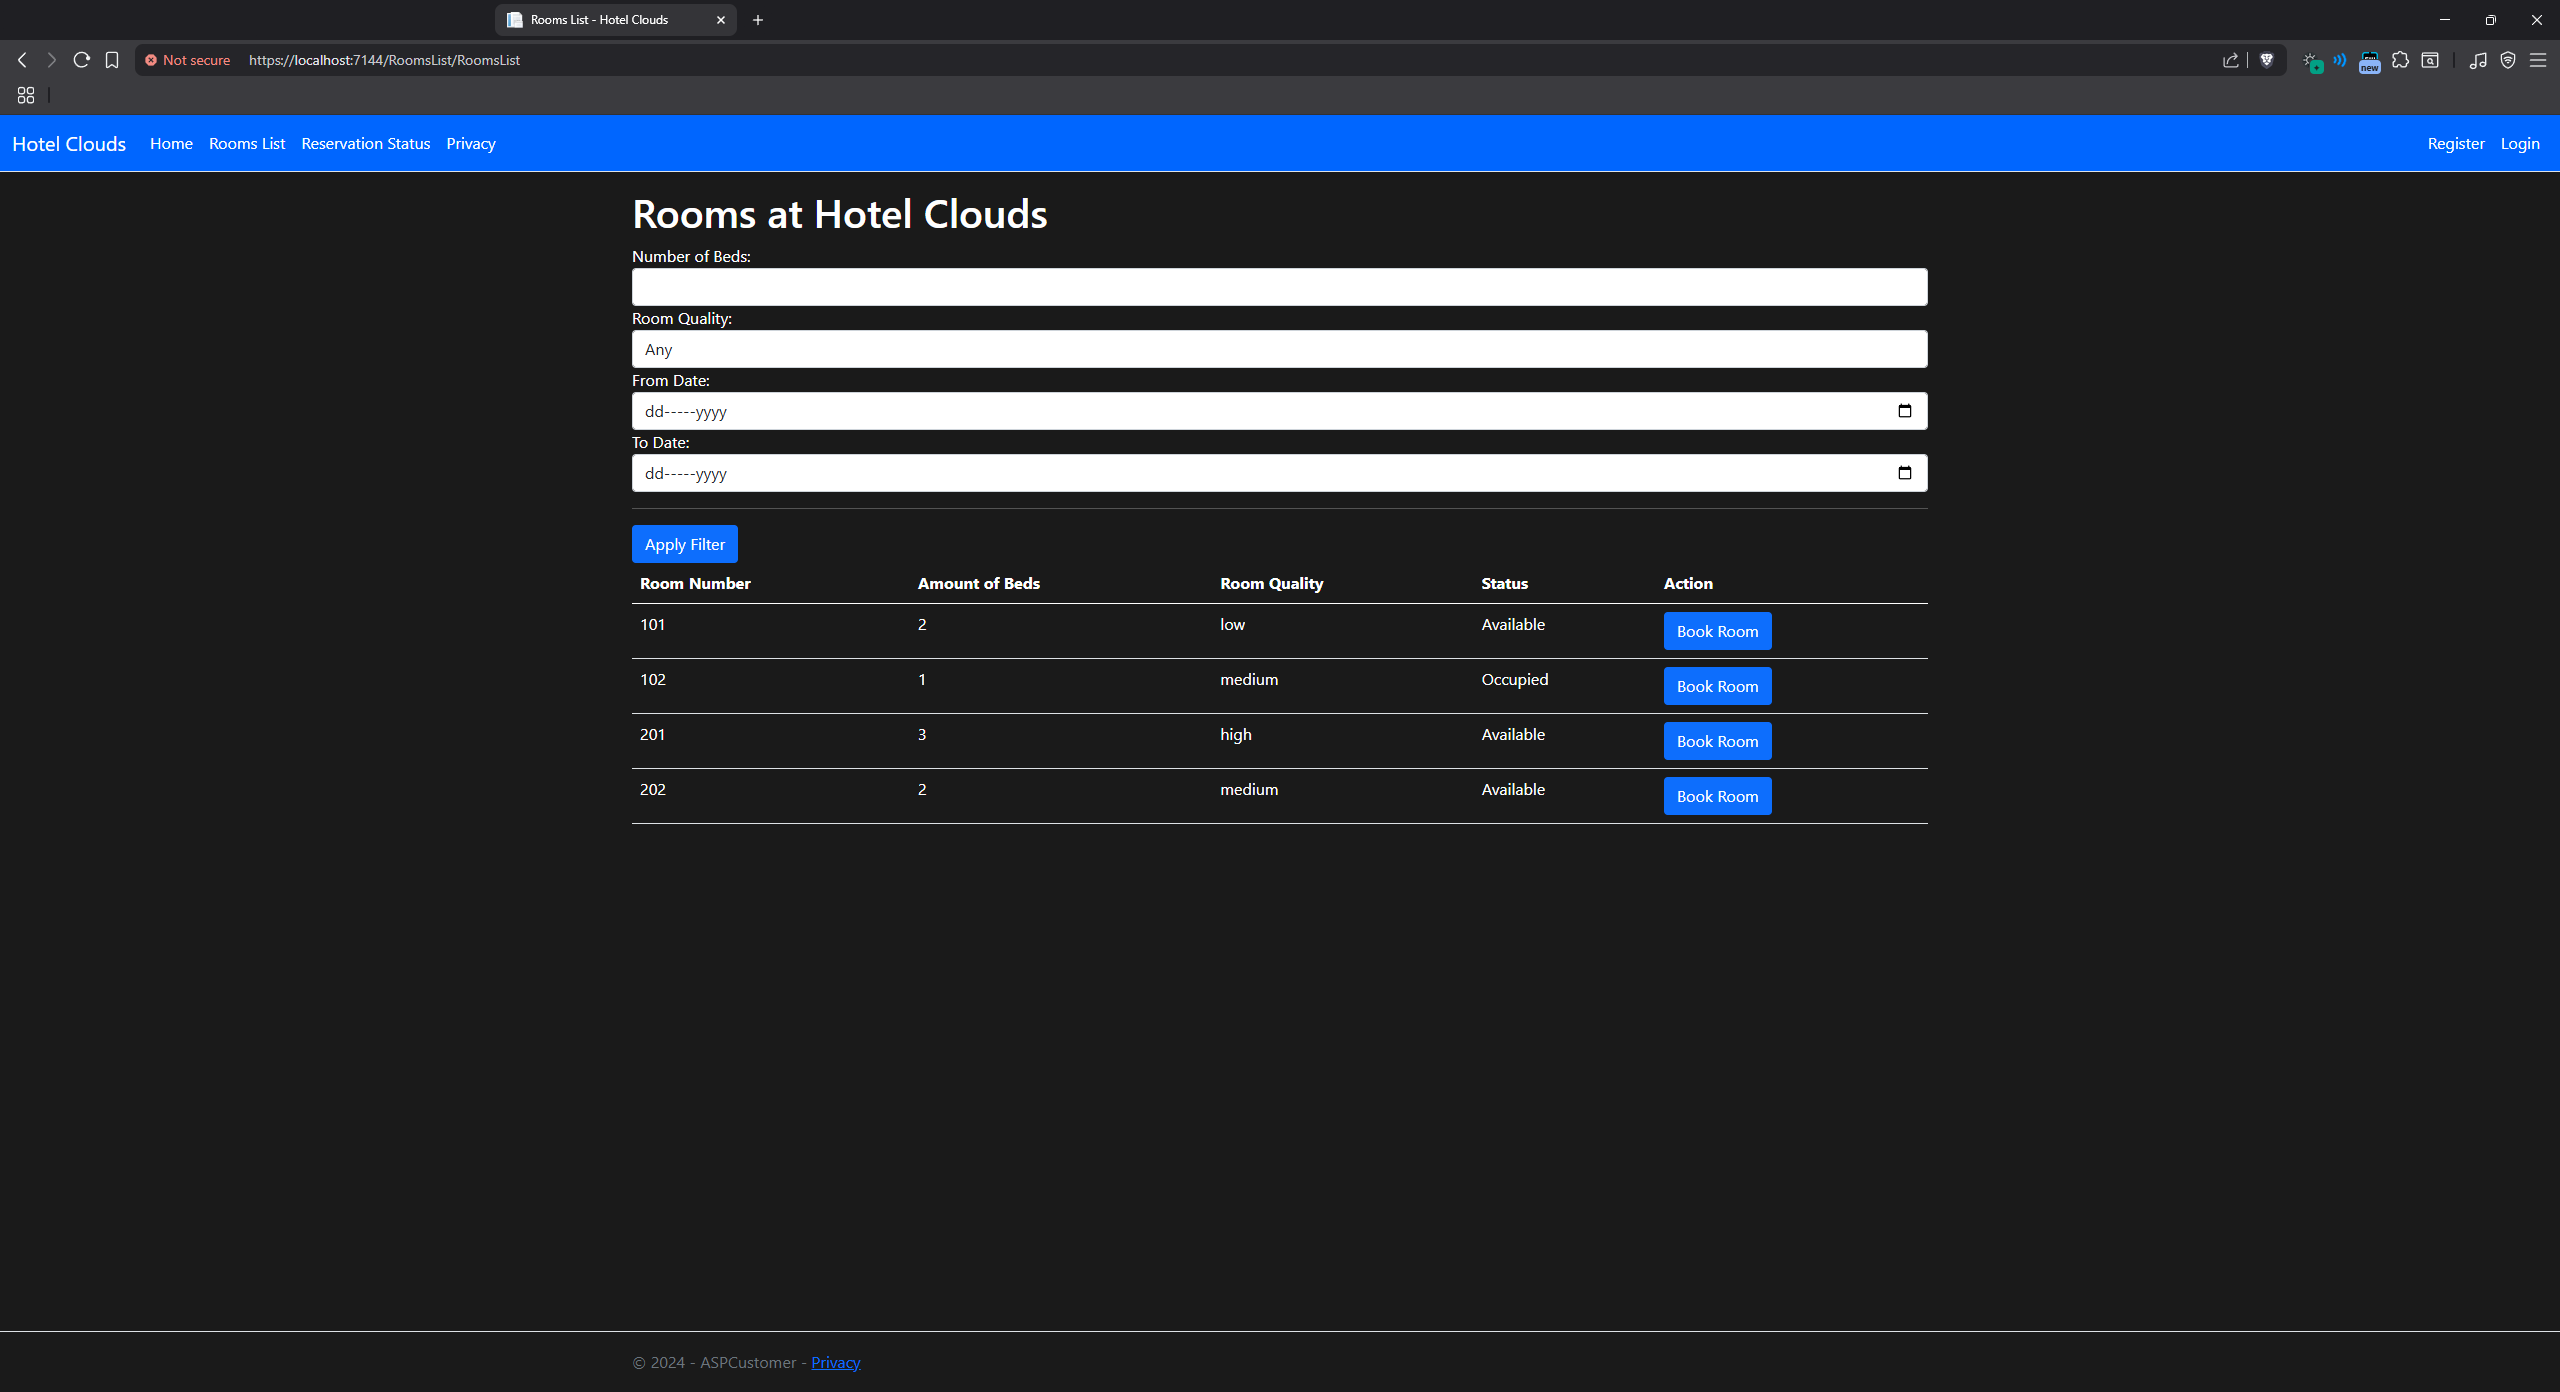 Rooms List - Hotel Clouds
Not secure https://localhost:7144/RoomsList/RoomsList
new
Hotel Clouds Home Rooms List Reservation Status Privacy Register Login
Rooms at Hotel Clouds
Number of Beds:
Room Quality:
Any
From Date:
dd-----yyyy
To Date:
dd-----yyyy
Apply Filter
Room Number Amount of Beds Room Quality Status Action
101 2 low Available Book Room
102 1 medium Occupied Book Room
201 3 high Available Book Room
202 2 medium Available Book Room
© 2024 - ASPCustomer - Privacy